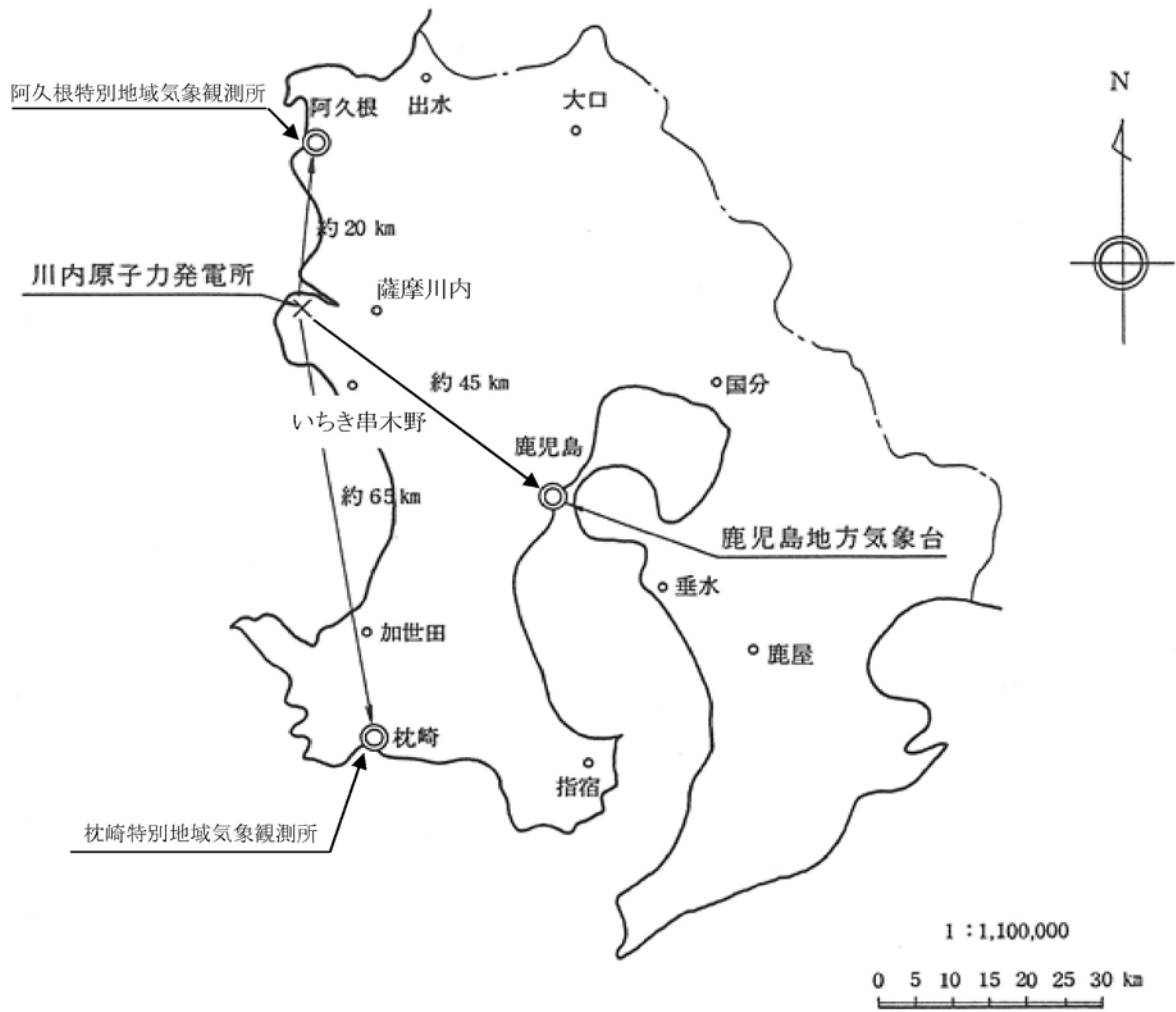 阿久根特別地域気象観測所
阿久根
出水
大口
N
約 20 km
川内原子力発電所
薩摩川内
約 45 km
国分
いちき串木野
鹿児島
約 65 km
鹿児島地方気象台
垂水
加世田
鹿屋
枕崎
指宿
枕崎特別地域気象観測所
1 : 1,100,000
0 5 10 15 20 25 30 km